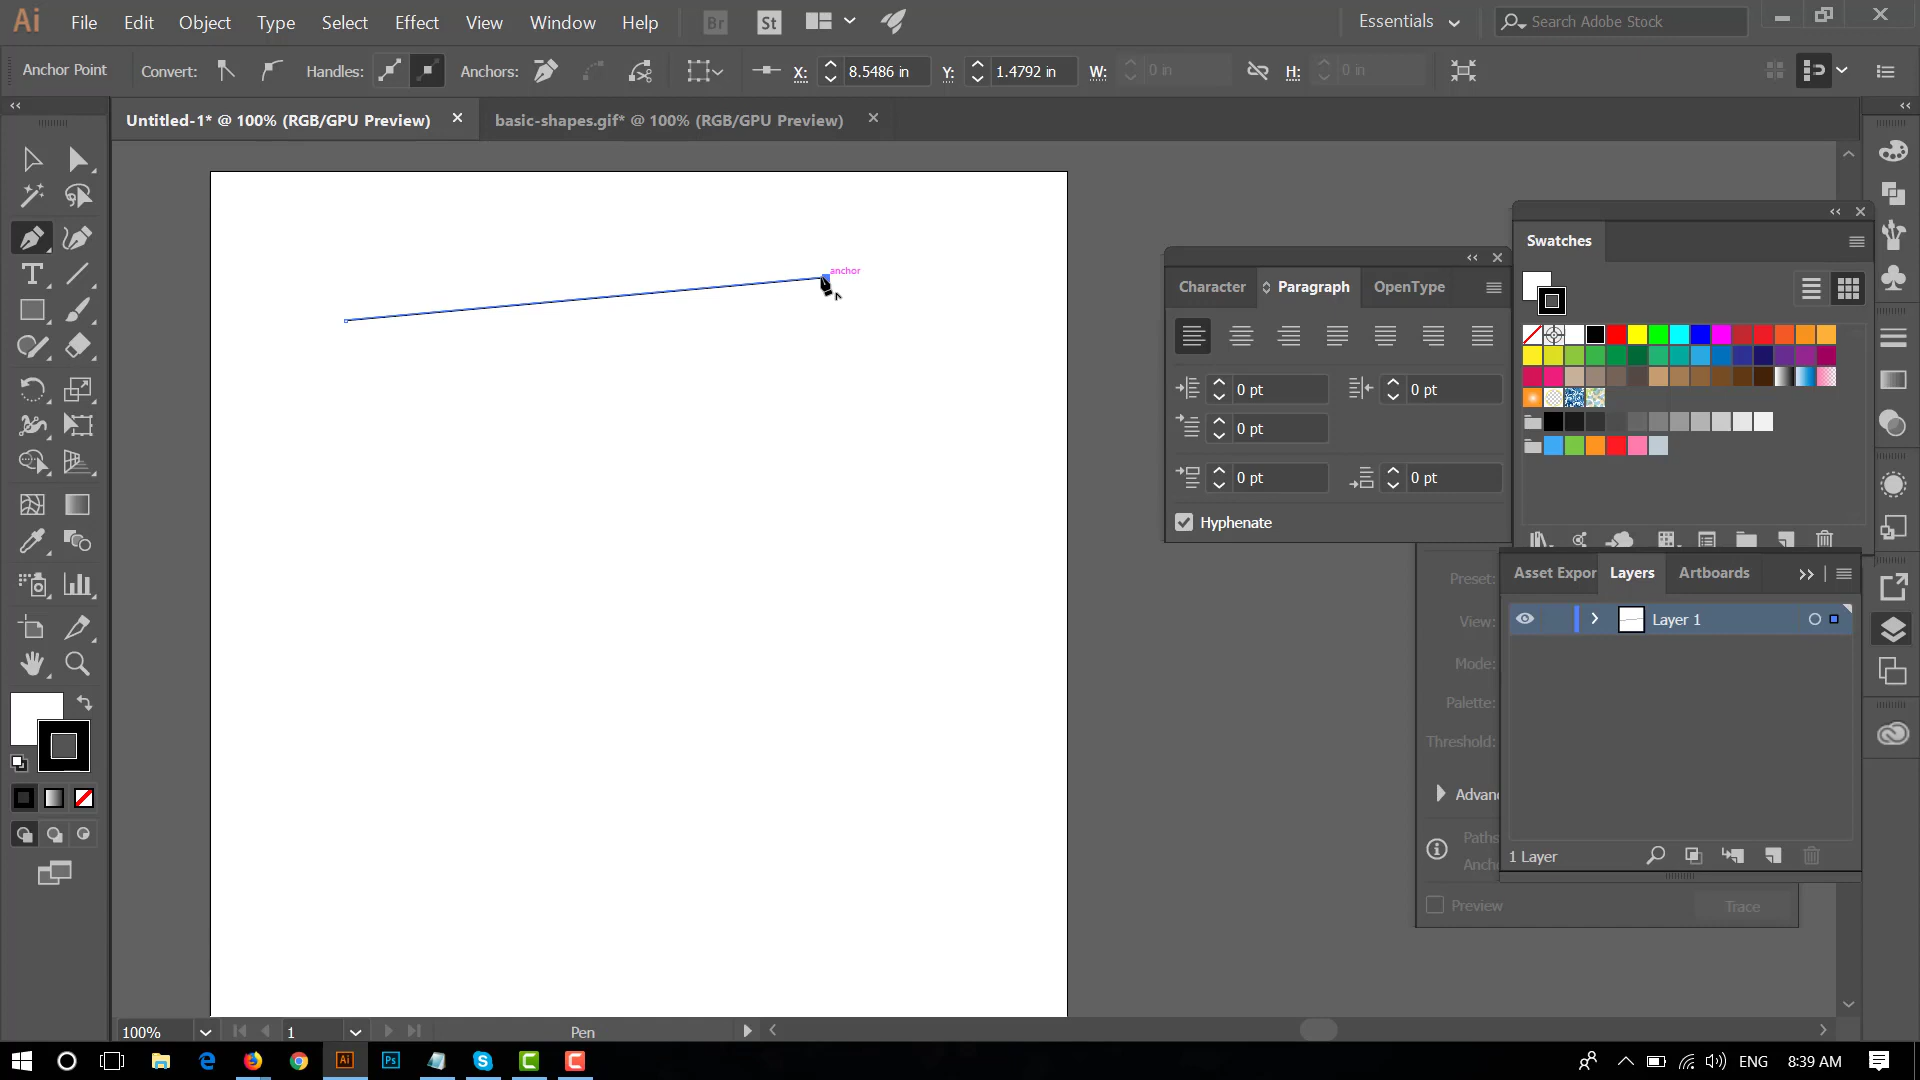 Ai File Edit Object Type Select Effect View Window Help Br St Essentials Search Adobe Stock
Anchor Point Convert: Handles: Anchors: X: 8.5486 in Y: 1.4792 in W: 0 in H: 0 in
Untitled-1* @ 100% (RGB/GPU Preview) basic-shapes.gif* @ 100% (RGB/GPU Preview)
anchor
Swatches
Character Paragraph OpenType
0 pt 0 pt
0 pt
0 pt 0 pt
Hyphenate
Asset Expor Layers Artboards
Preset:
Layer 1
View:
Mode:
Palette:
Threshold:
Advan
Paths
Ancho
1 Layer
Preview Trace
100% 1 Pen
Ai Ps ENG 8:39 AM